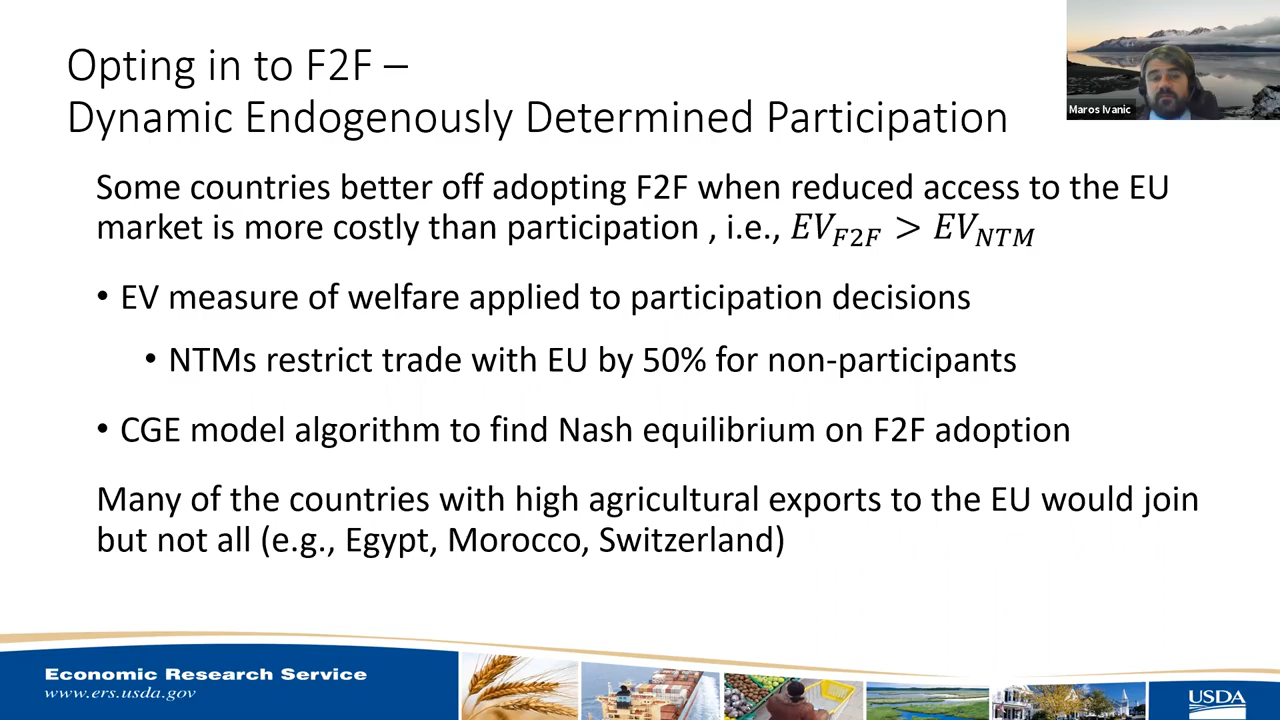 Opting in to F2F –
Dynamic Endogenously Determined Participation
Maros Ivanic
Some countries better off adopting F2F when reduced access to the EU
market is more costly than participation , i.e., EV_F2F > EV_NTM
• EV measure of welfare applied to participation decisions
• NTMs restrict trade with EU by 50% for non-participants
• CGE model algorithm to find Nash equilibrium on F2F adoption
Many of the countries with high agricultural exports to the EU would join
but not all (e.g., Egypt, Morocco, Switzerland)
Economic Research Service
www.ers.usda.gov
USDA